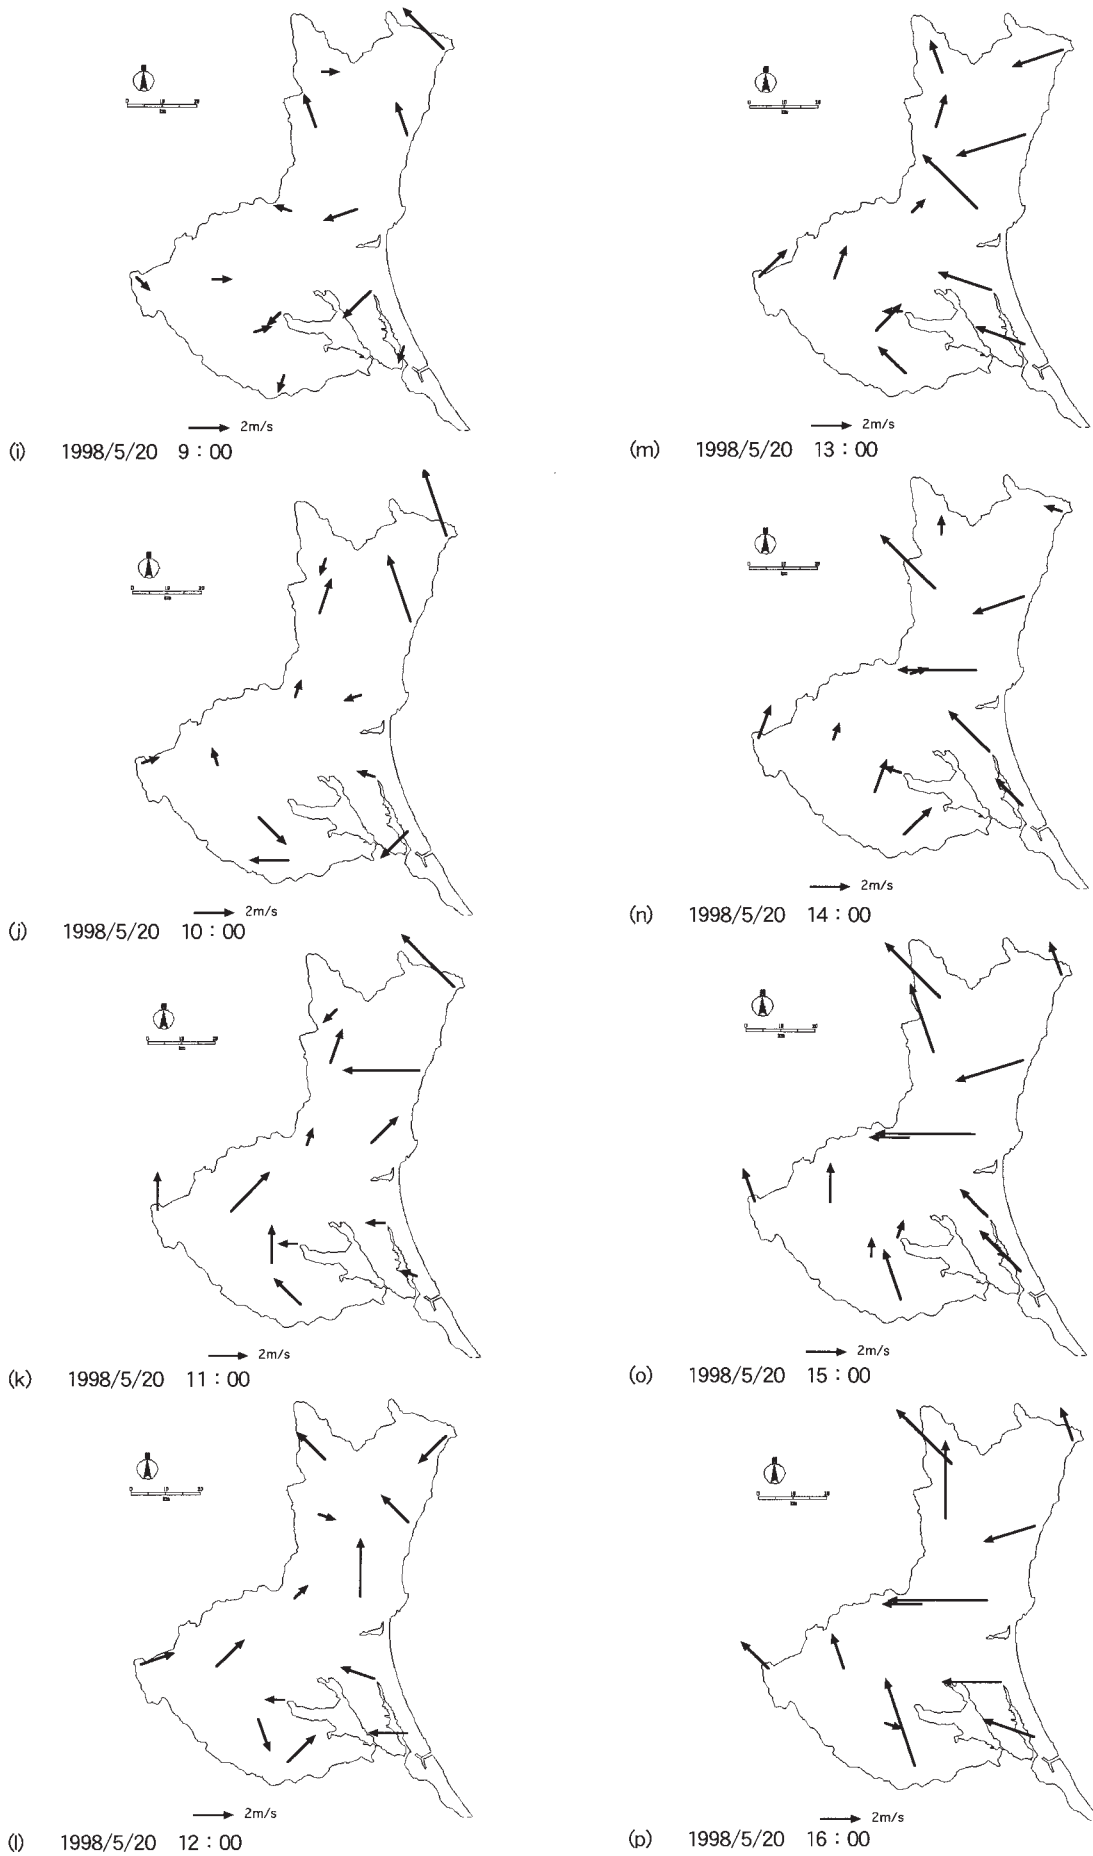 2m/s
(i) 1998/5/20 9：00
2m/s
(j) 1998/5/20 10：00
2m/s
(k) 1998/5/20 11：00
2m/s
(l) 1998/5/20 12：00
2m/s
(m) 1998/5/20 13：00
2m/s
(n) 1998/5/20 14：00
2m/s
(o) 1998/5/20 15：00
2m/s
(p) 1998/5/20 16：00